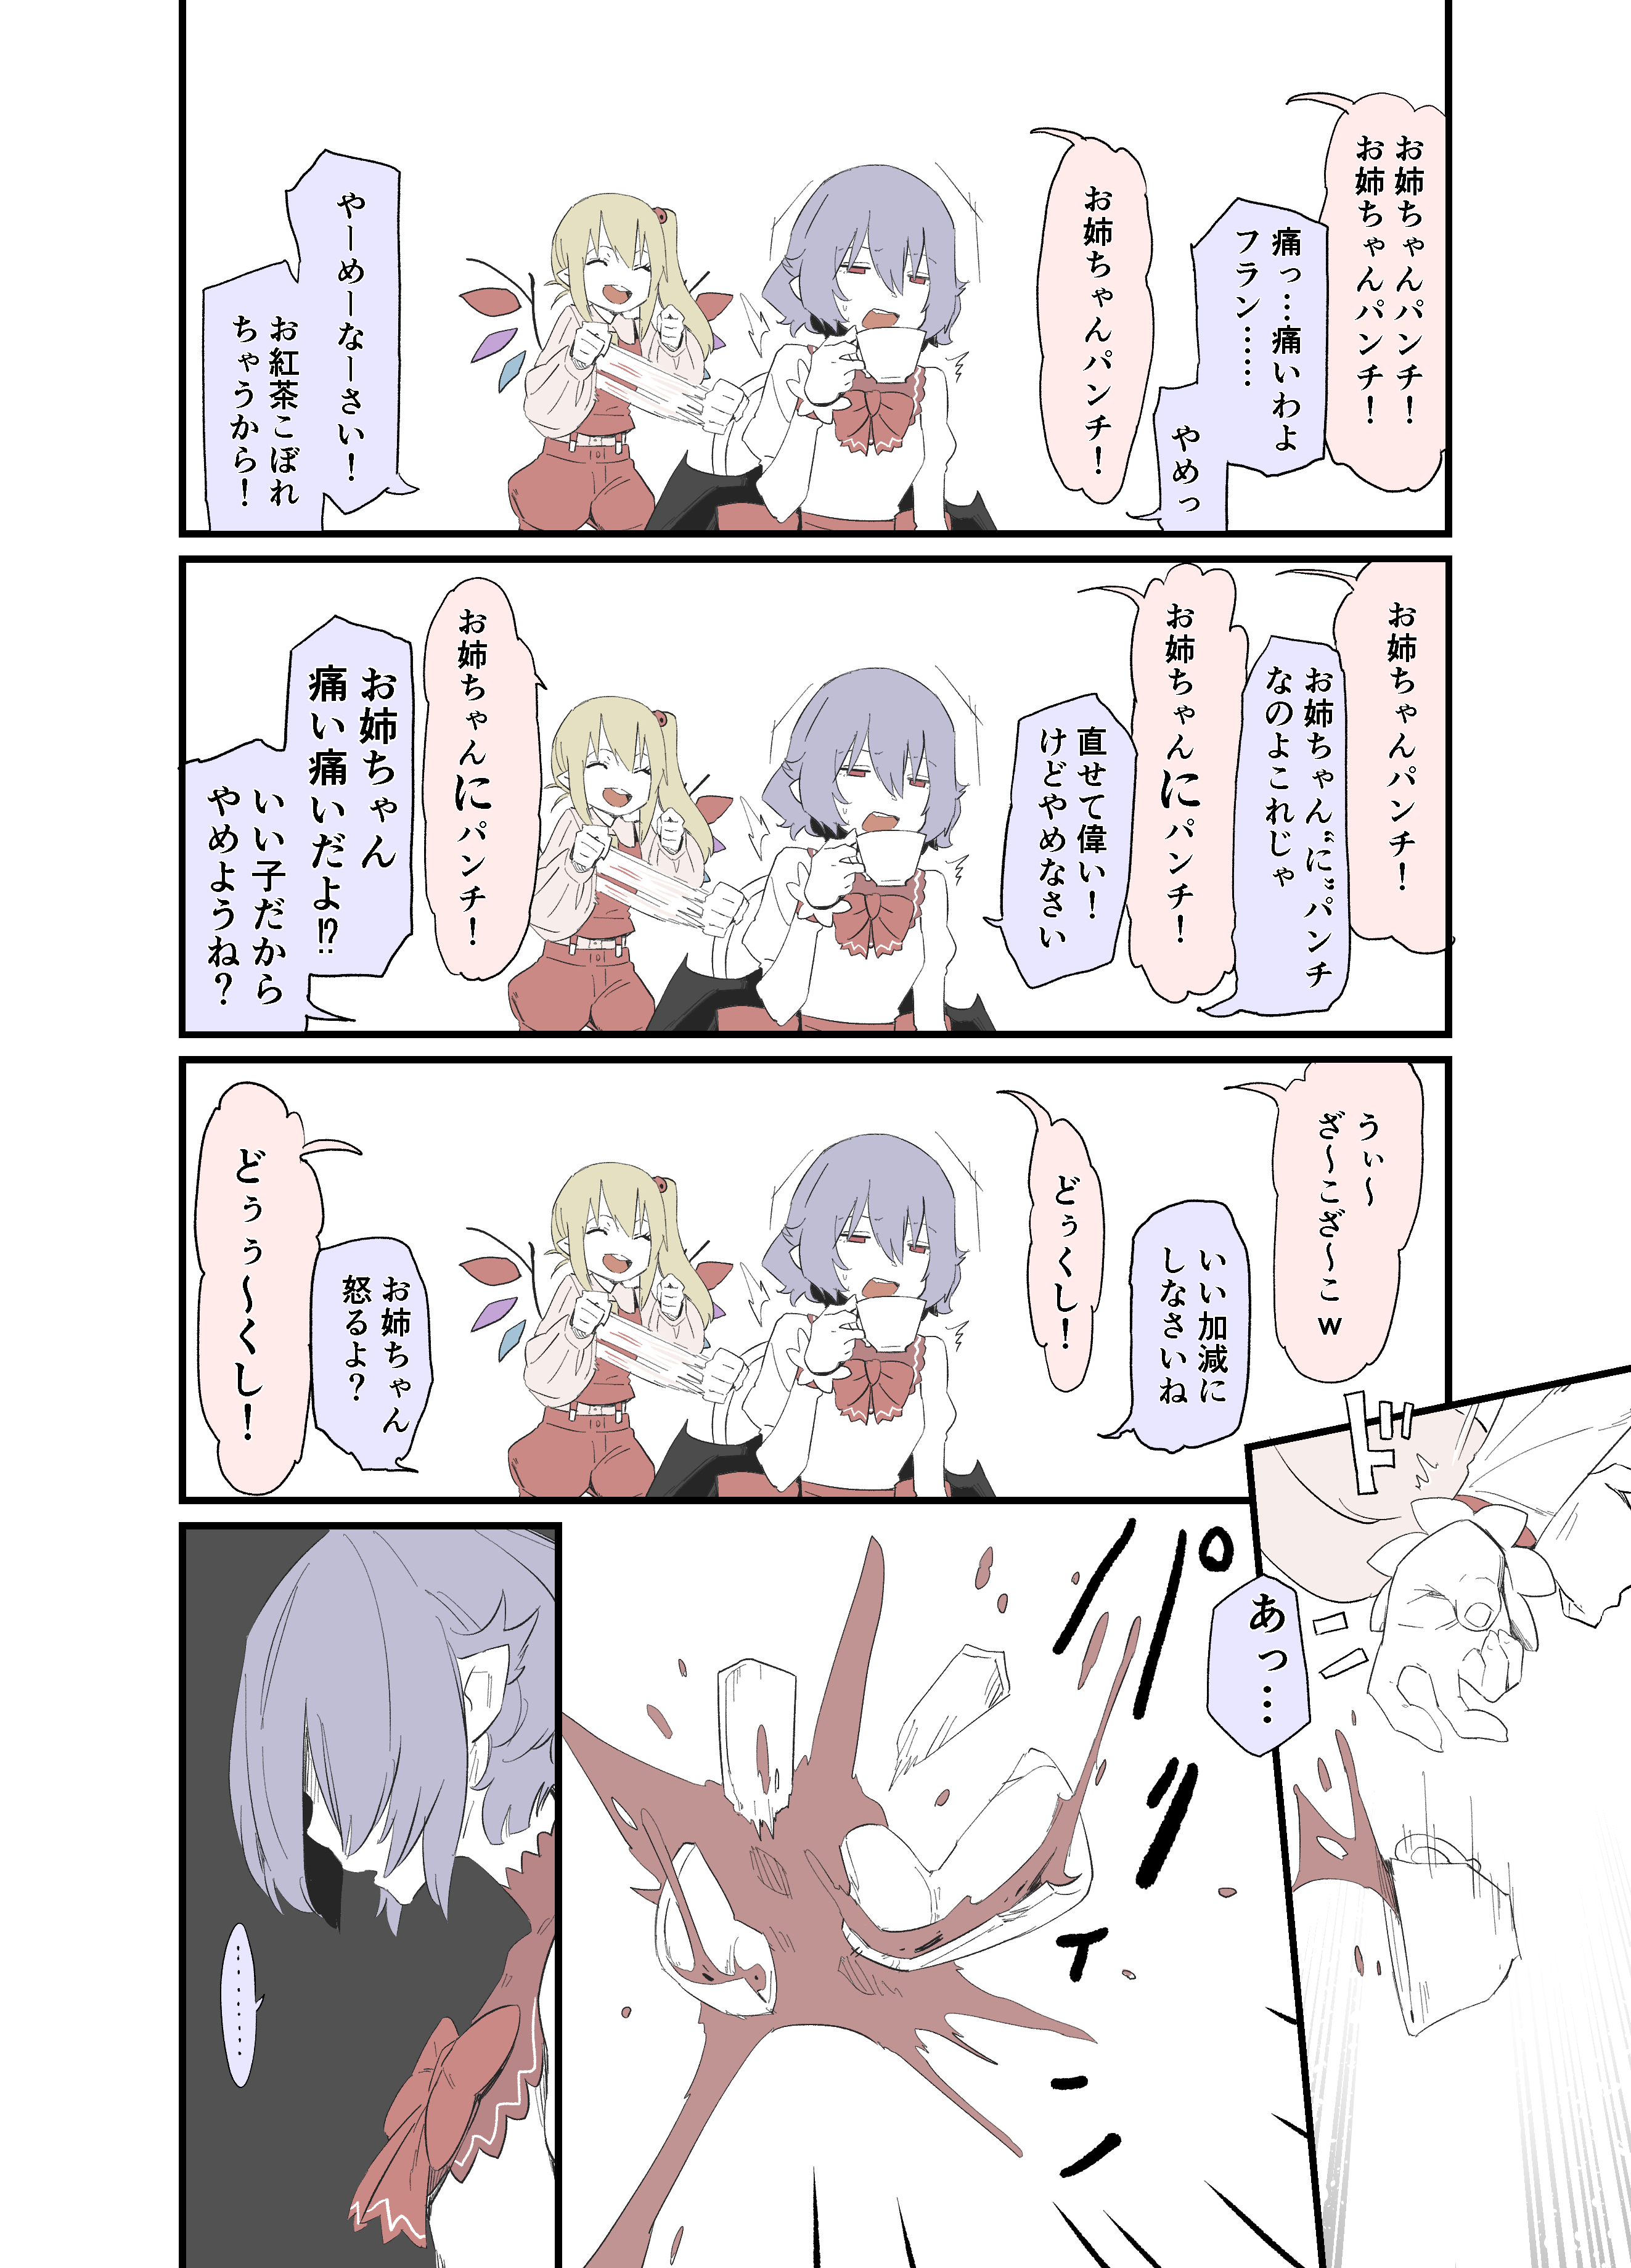 お姉ちゃんパンチ！
お姉ちゃんパンチ！
痛っ…痛いわよ
フラン……
やめっ
お姉ちゃんパンチ！
やーめーなーさい！
お紅茶こぼれ
ちゃうから！
お姉ちゃんパンチ！
お姉ちゃん〝に〟パンチ
なのよこれじゃ
お姉ちゃんにパンチ！
直せて偉い！
けどやめなさい
お姉ちゃんにパンチ！
お姉ちゃん
痛い痛いだよ⁉
いい子だから
やめようね？
うぃ〜
ざ〜こざ〜こｗ
いい加減に
しなさいね
どぅくし！
お姉ちゃん
怒るよ？
どぅぅ〜くし！
ドン
あっ…
パリイーン
………